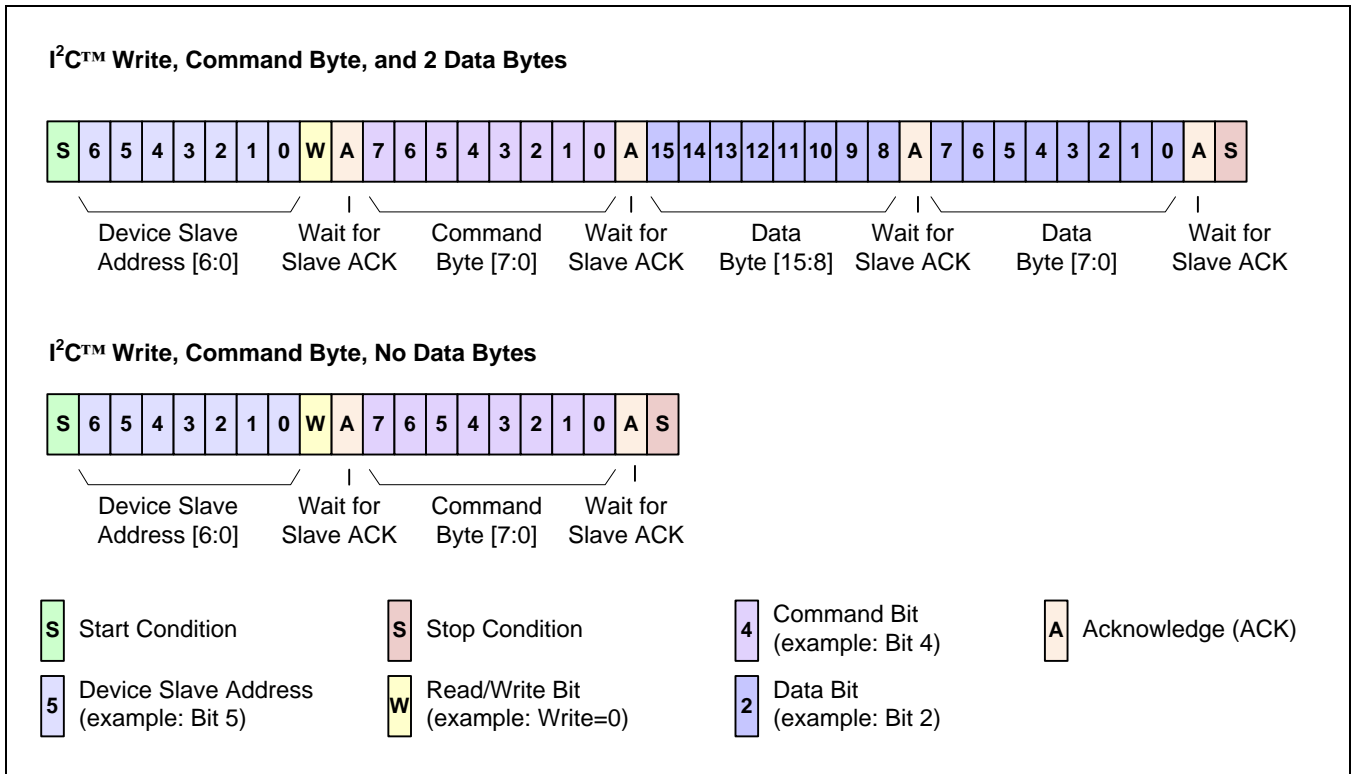 I²C™ Write, Command Byte, and 2 Data Bytes
S 6 5 4 3 2 1 0 W A 7 6 5 4 3 2 1 0 A 15 14 13 12 11 10 9 8 A 7 6 5 4 3 2 1 0 A S
Device Slave Wait for Command Wait for Data Wait for Data Wait for
Address [6:0] Slave ACK Byte [7:0] Slave ACK Byte [15:8] Slave ACK Byte [7:0] Slave ACK
I²C™ Write, Command Byte, No Data Bytes
S 6 5 4 3 2 1 0 W A 7 6 5 4 3 2 1 0 A S
Device Slave Wait for Command Wait for
Address [6:0] Slave ACK Byte [7:0] Slave ACK
S Start Condition
S Stop Condition
4 Command Bit
(example: Bit 4)
A Acknowledge (ACK)
5 Device Slave Address
(example: Bit 5)
W Read/Write Bit
(example: Write=0)
2 Data Bit
(example: Bit 2)